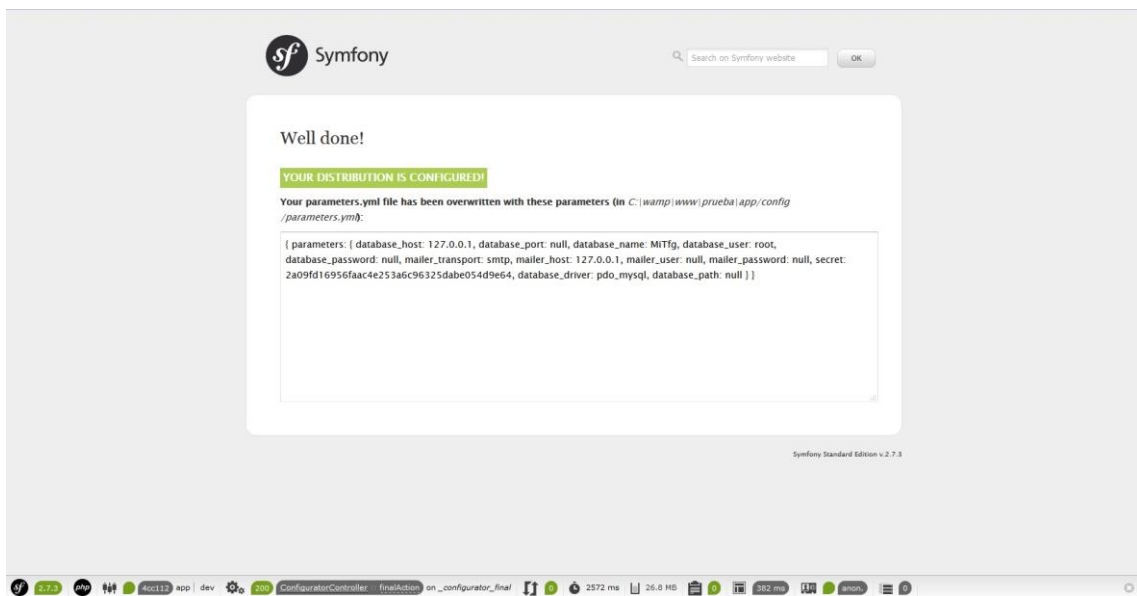 sf Symfony
Search on Symfony website OK
Well done!
YOUR DISTRIBUTION IS CONFIGURED!
Your parameters.yml file has been overwritten with these parameters (in C:\wamp\www\prueba\app/config
/parameters.yml):
{ parameters: { database_host: 127.0.0.1, database_port: null, database_name: MiTfg, database_user: root,
database_password: null, mailer_transport: smtp, mailer_host: 127.0.0.1, mailer_user: null, mailer_password: null, secret:
2a09fd16956faac4e253a6c96325dabe054d9e64, database_driver: pdo_mysql, database_path: null } }
Symfony Standard Edition v.2.7.3
sf 2.7.3 php 4cc112 app dev 200 ConfiguratorController :: finalAction on _configurator_final 0 2572 ms 26.8 MB 0 382 ms anon. 0